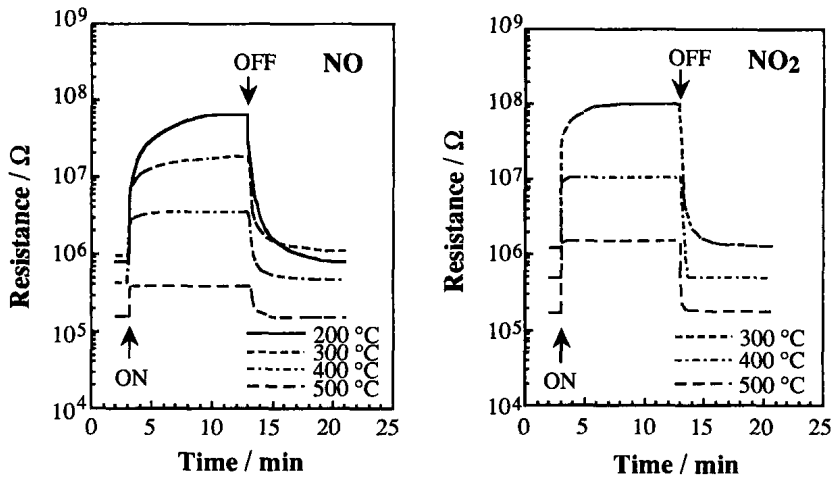 10⁹
10⁸
10⁷
10⁶
10⁵
10⁴
Resistance / Ω
OFF
NO
ON
200 °C
300 °C
400 °C
500 °C
0 5 10 15 20 25
Time / min
10⁹
10⁸
10⁷
10⁶
10⁵
10⁴
Resistance / Ω
OFF
NO₂
ON
300 °C
400 °C
500 °C
0 5 10 15 20 25
Time / min